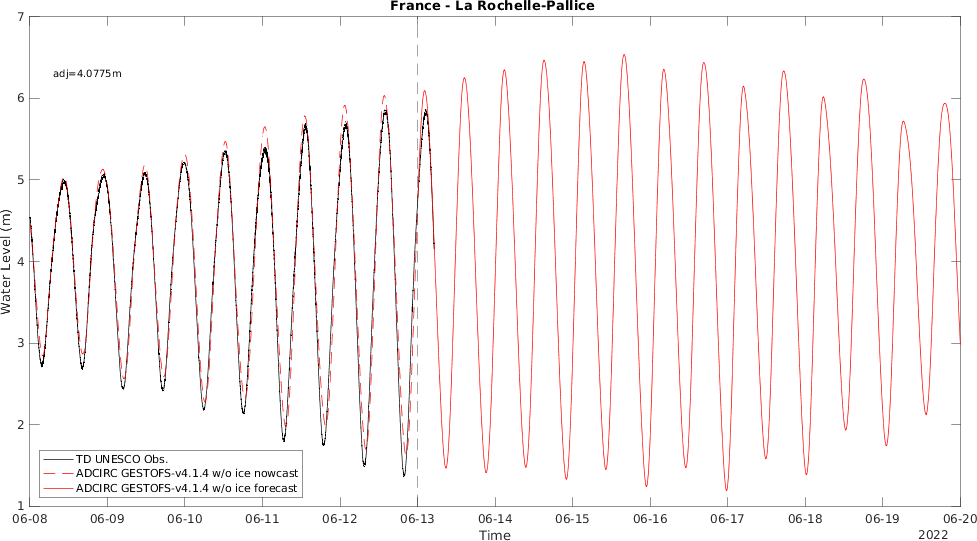 France - La Rochelle-Pallice
7
adj=4.0775m
6
5
4
3
2
1
Water Level (m)
TD UNESCO Obs.
ADCIRC GESTOFS-v4.1.4 w/o ice nowcast
ADCIRC GESTOFS-v4.1.4 w/o ice forecast
06-08 06-09 06-10 06-11 06-12 06-13 06-14 06-15 06-16 06-17 06-18 06-19 06-20
Time
2022